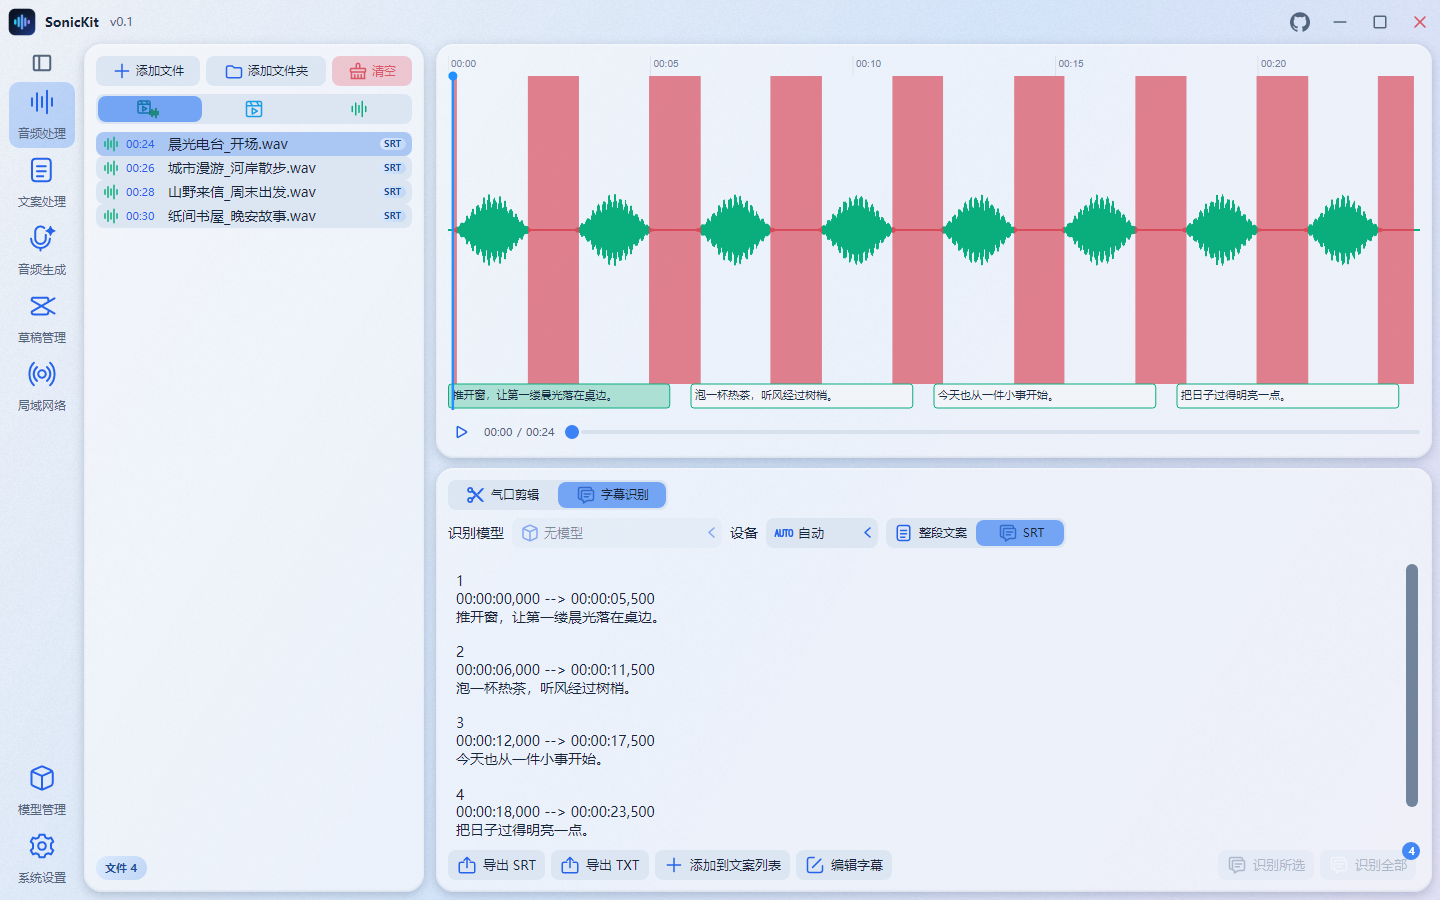 SonicKit v0.1
音频处理
文案处理
音频生成
草稿管理
局域网络
模型管理
系统设置
添加文件 添加文件夹 清空
00:24 晨光电台_开场.wav SRT
00:26 城市漫游_河岸散步.wav SRT
00:28 山野来信_周末出发.wav SRT
00:30 纸间书屋_晚安故事.wav SRT
文件 4
00:00 00:05 00:10 00:15 00:20
推开窗，让第一缕晨光落在桌边。 泡一杯热茶，听风经过树梢。 今天也从一件小事开始。 把日子过得明亮一点。
00:00 / 00:24
气口剪辑 字幕识别
识别模型 无模型 设备 AUTO 自动 整段文案 SRT
1
00:00:00,000 --> 00:00:05,500
推开窗，让第一缕晨光落在桌边。
2
00:00:06,000 --> 00:00:11,500
泡一杯热茶，听风经过树梢。
3
00:00:12,000 --> 00:00:17,500
今天也从一件小事开始。
4
00:00:18,000 --> 00:00:23,500
把日子过得明亮一点。
导出 SRT 导出 TXT 添加到文案列表 编辑字幕 识别所选 识别全部 4